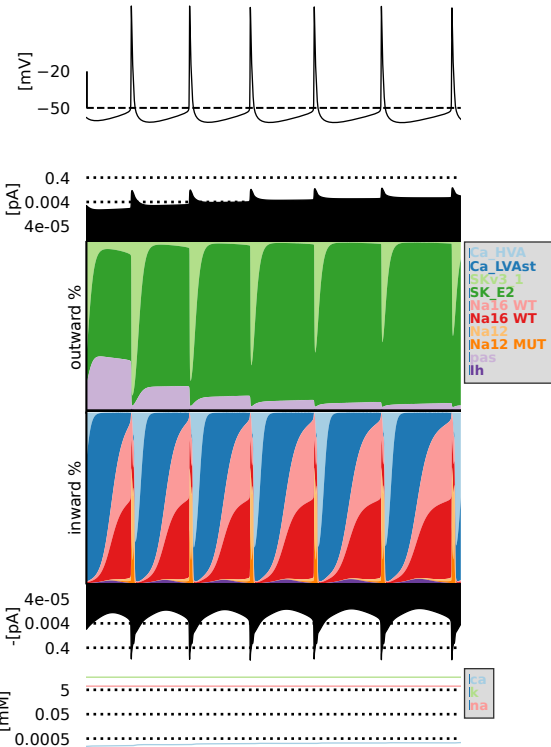 [mV]
−20
−50
[pA]
0.4
0.004
4e-05
outward %
Ca_HVA
Ca_LVAst
SKv3_1
SK_E2
Na16 WT
Na16 WT
Na12
Na12 MUT
pas
Ih
inward %
-[pA]
4e-05
0.004
0.4
[mM]
5
0.05
0.0005
ca
k
na